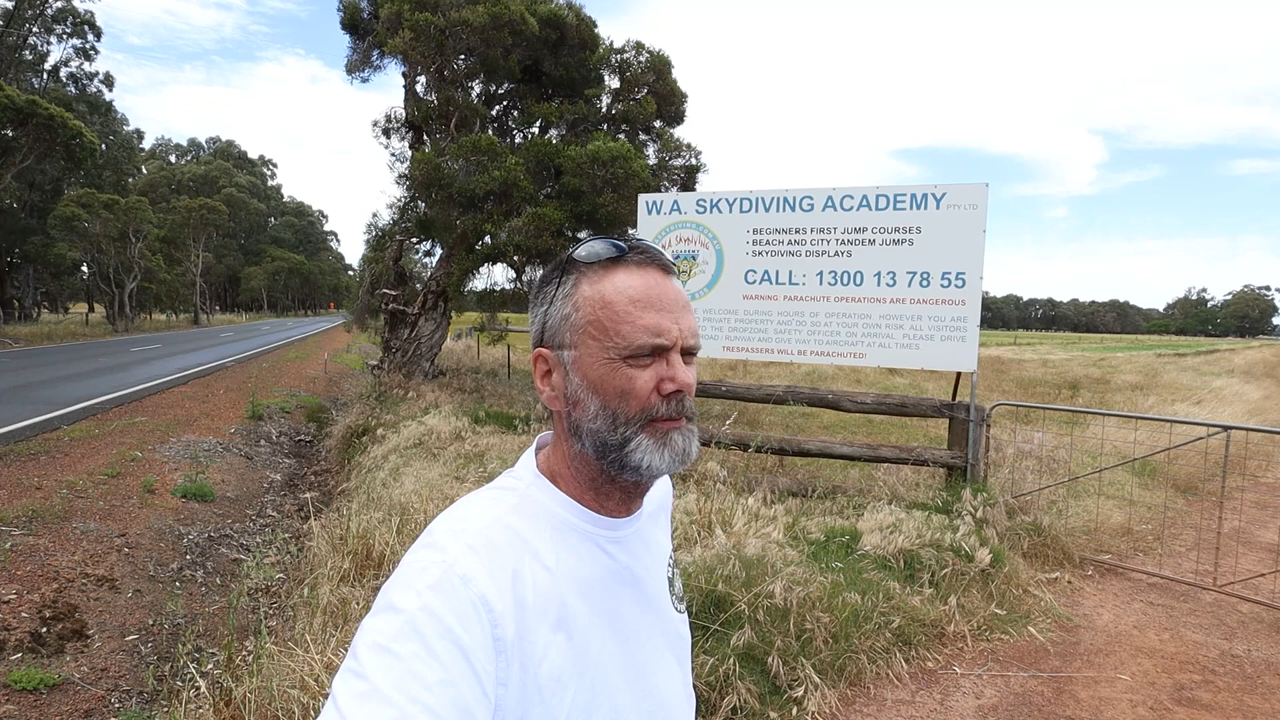 W.A. SKYDIVING ACADEMY PTY LTD
• BEGINNERS FIRST JUMP COURSES
• BEACH AND CITY TANDEM JUMPS
• SKYDIVING DISPLAYS
W.A. SKYDIVING
ACADEMY
CALL: 1300 13 78 55
WARNING: PARACHUTE OPERATIONS ARE DANGEROUS
WELCOME DURING HOURS OF OPERATION. HOWEVER YOU ARE
PRIVATE PROPERTY AND DO SO AT YOUR OWN RISK. ALL VISITORS
TO THE DROPZONE SAFETY OFFICER ON ARRIVAL. PLEASE DRIVE
ROAD / RUNWAY AND GIVE WAY TO AIRCRAFT AT ALL TIMES.
TRESPASSERS WILL BE PARACHUTED!